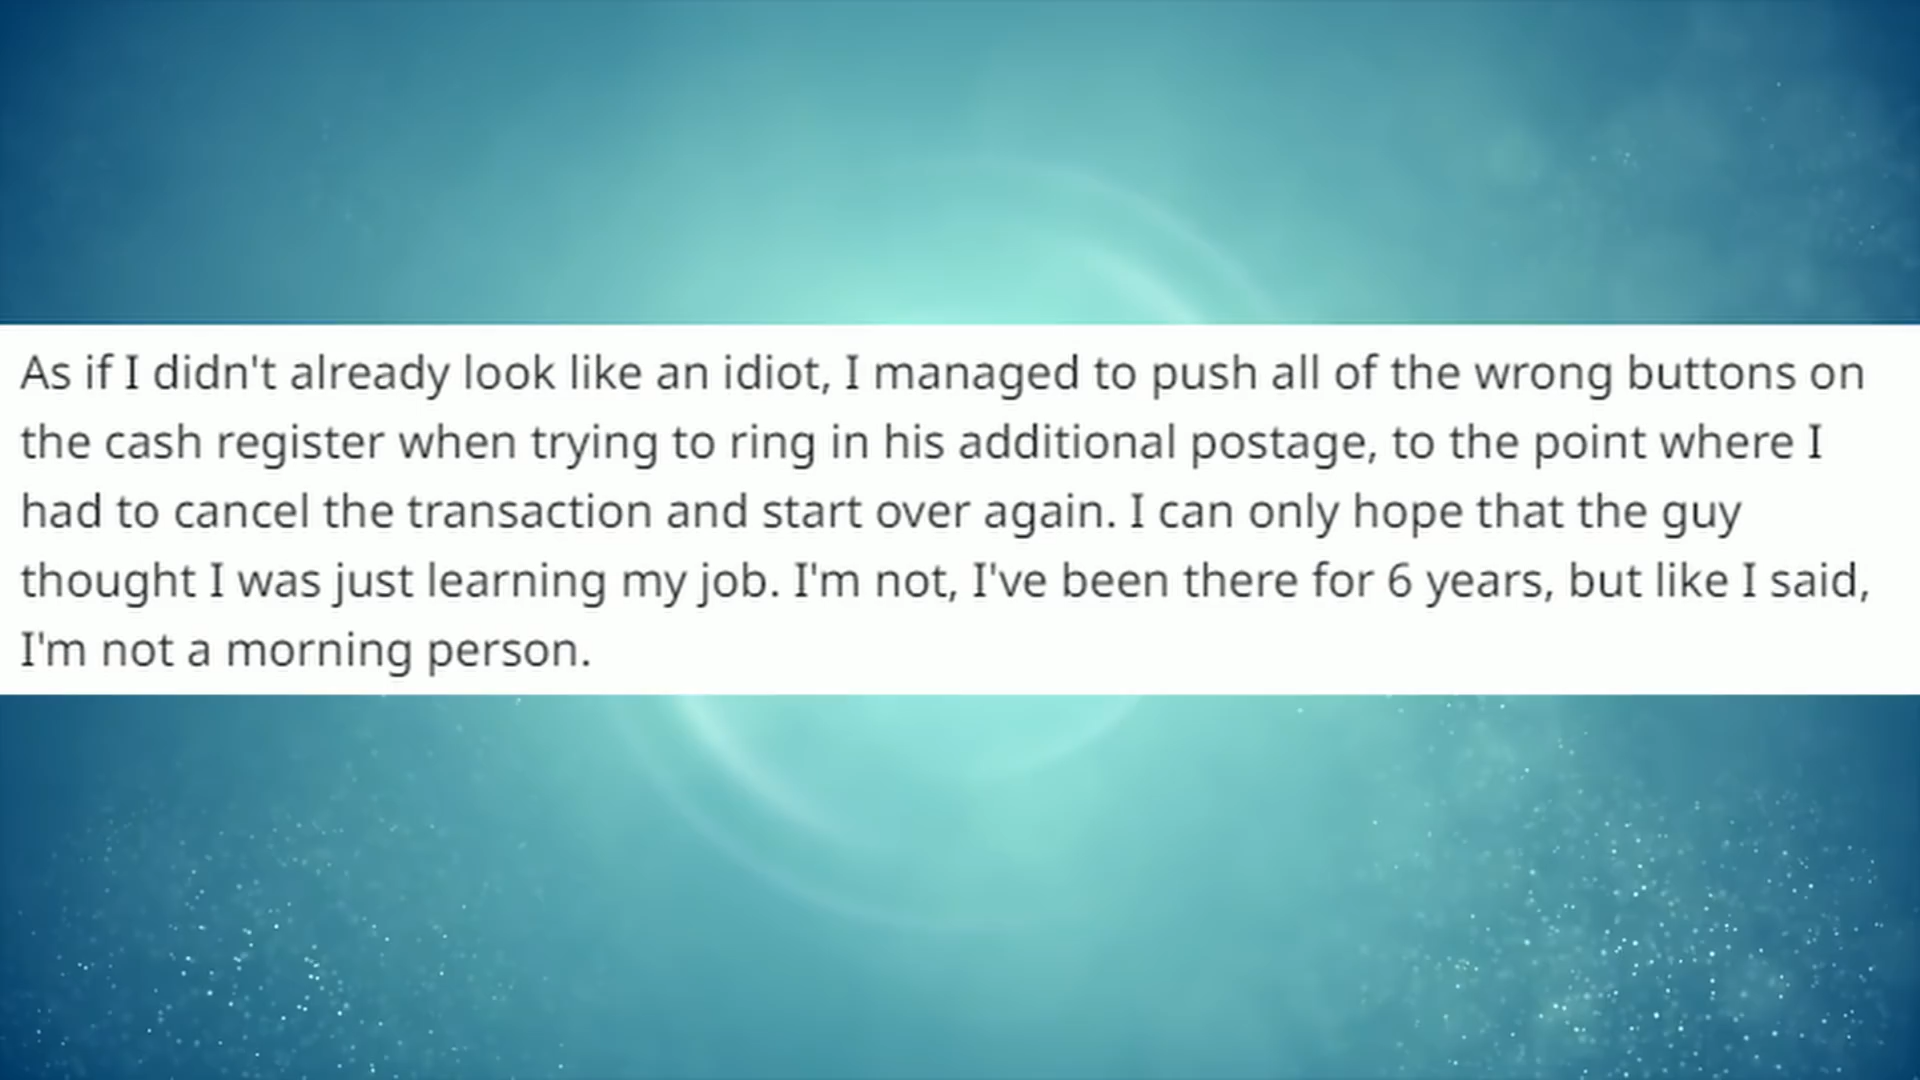 As if I didn't already look like an idiot, I managed to push all of the wrong buttons on
the cash register when trying to ring in his additional postage, to the point where I
had to cancel the transaction and start over again. I can only hope that the guy
thought I was just learning my job. I'm not, I've been there for 6 years, but like I said,
I'm not a morning person.